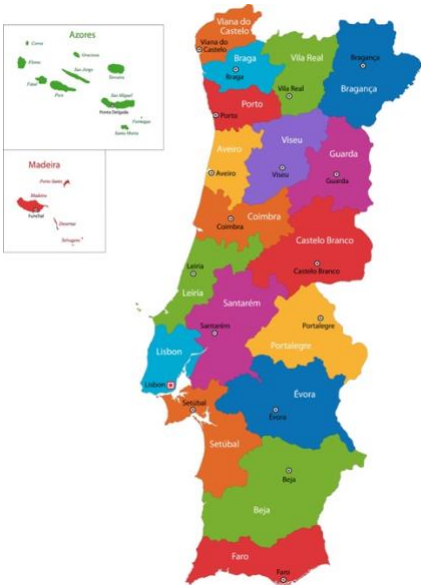 Azores
Corvo
Flores
Graciosa
Sao Jorge
Terceira
Faial
Pico
Sao Miguel
Ponta Delgada
Formigas
Santa Maria
Madeira
Porto Santo
Madeira
Funchal
Desertas
Selvagens
Viana do
Castelo
Viana do
Castelo
Braga
Braga
Vila Real
Vila Real
Bragança
Bragança
Porto
Porto
Aveiro
Aveiro
Viseu
Viseu
Guarda
Guarda
Coimbra
Coimbra
Castelo Branco
Castelo Branco
Leiria
Leiria
Santarém
Santarém
Portalegre
Portalegre
Lisbon
Lisbon
Évora
Évora
Setúbal
Setúbal
Beja
Beja
Faro
Faro